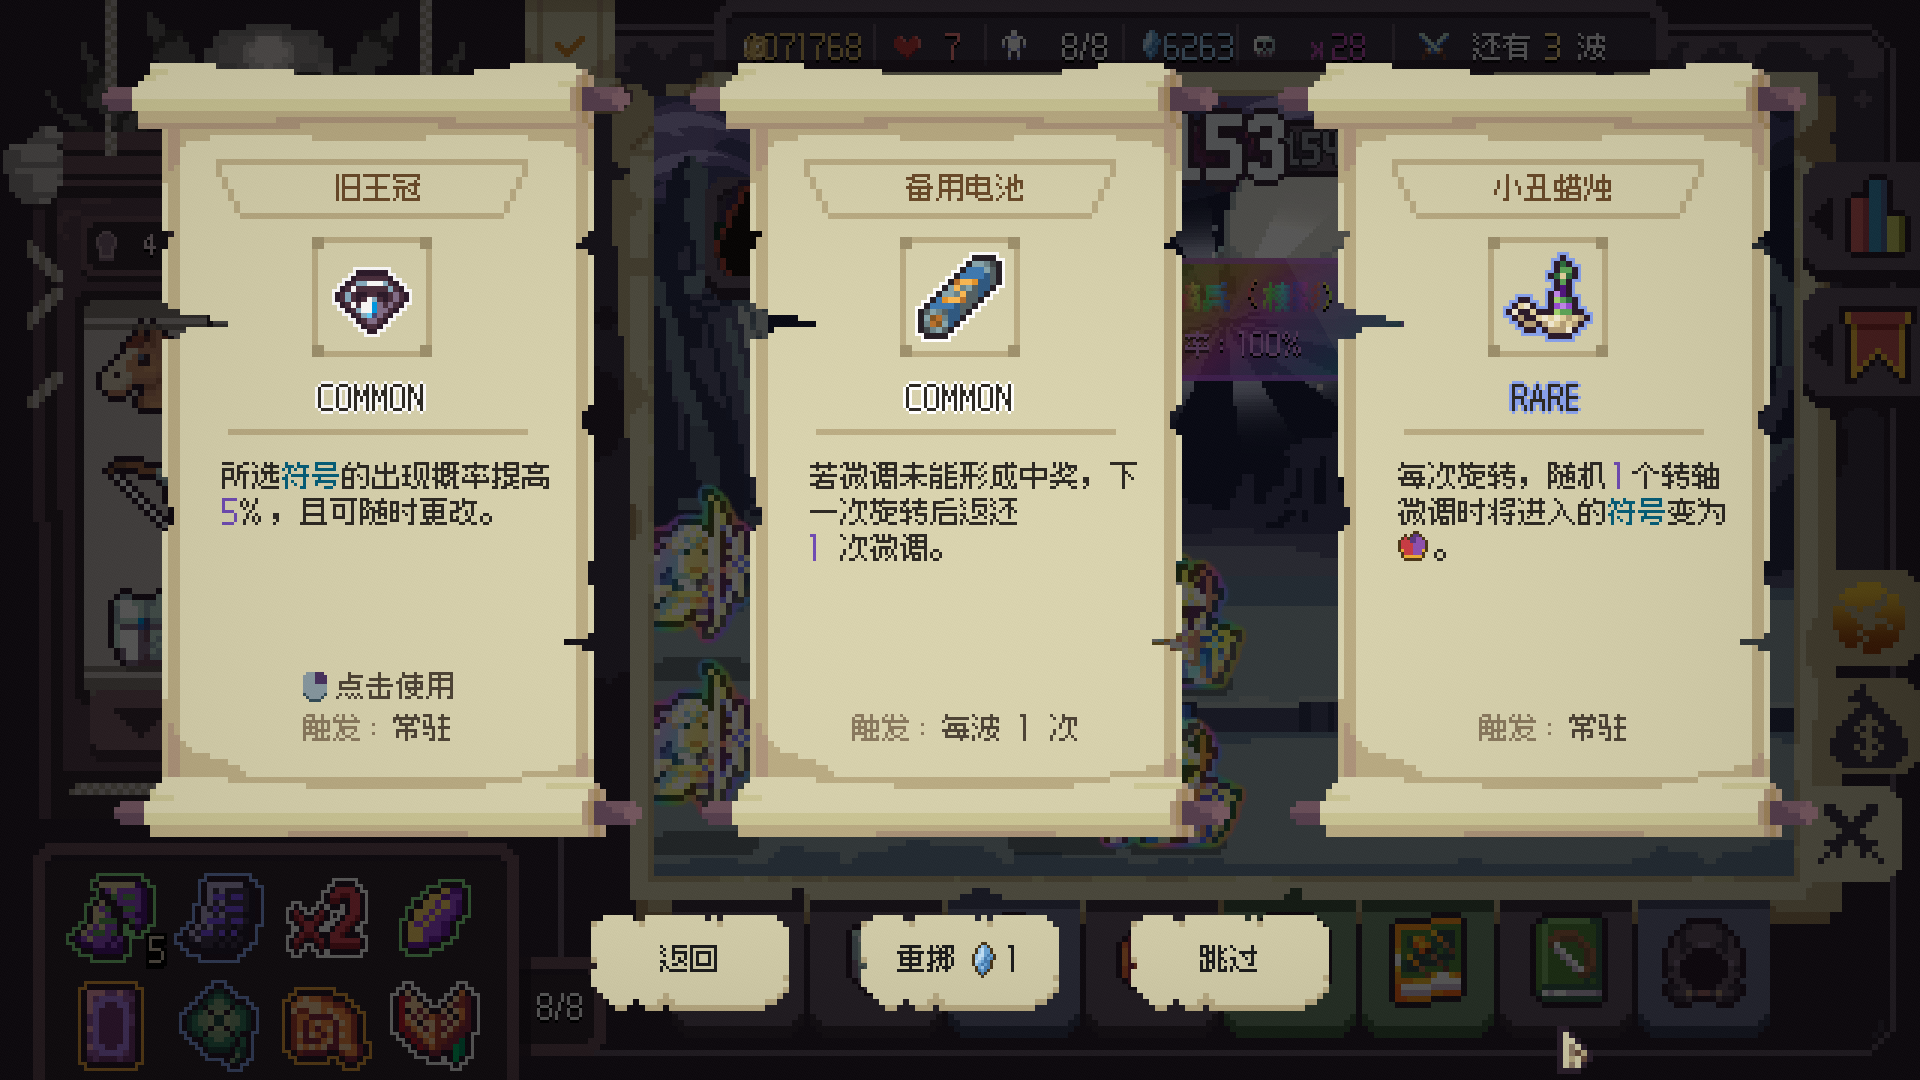 071768
7
8/8
6263
x28
还有 3 波
旧王冠
COMMON
所选符号的出现概率提高
5%，且可随时更改。
点击使用
触发：常驻
备用电池
COMMON
若微调未能形成中奖，下
一次旋转后返还
1 次微调。
触发：每波 1 次
小丑蜡烛
RARE
每次旋转，随机1个转轴
微调时将进入的符号变为
。
触发：常驻
4
L53
L54
100%
x2
5
8/8
返回
重掷 1
跳过